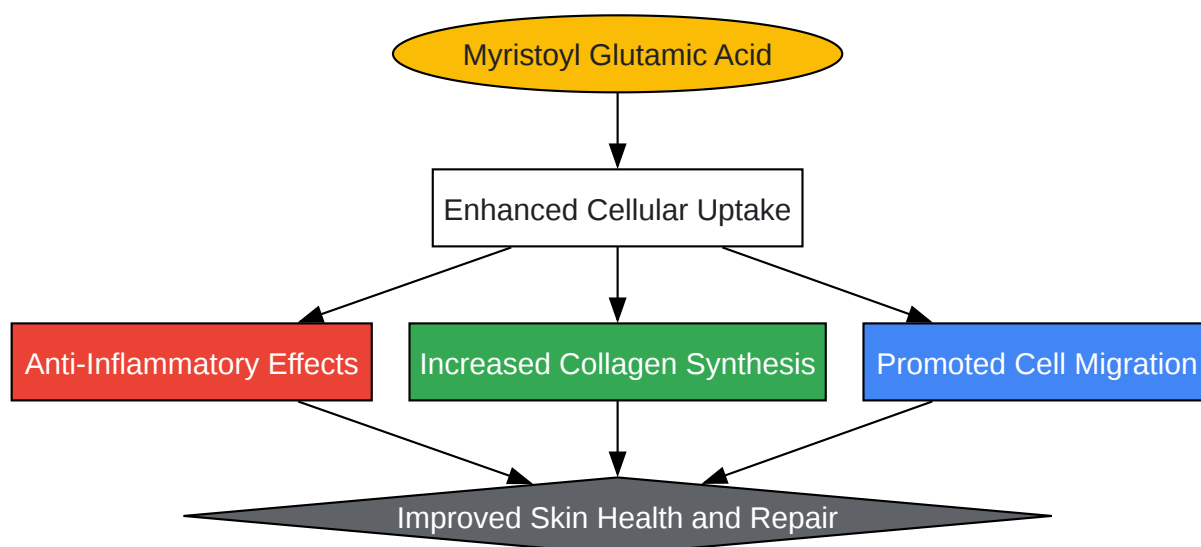 Myristoyl Glutamic Acid
Enhanced Cellular Uptake
Anti-Inflammatory Effects
Increased Collagen Synthesis
Promoted Cell Migration
Improved Skin Health and Repair